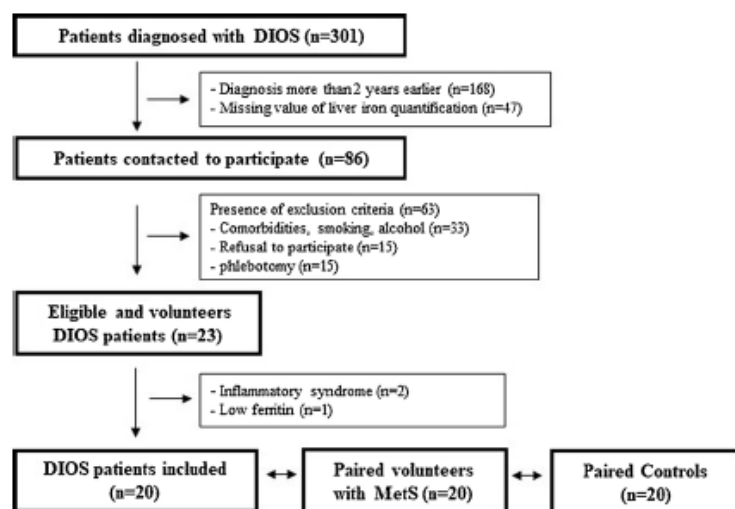 Patients diagnosed with DIOS (n=301)
- Diagnosis more than 2 years earlier (n=168)
- Missing value of liver iron quantification (n=47)
Patients contacted to participate (n=86)
Presence of exclusion criteria (n=63)
- Comorbidities, smoking, alcohol (n=33)
- Refusal to participate (n=15)
- phlebotomy (n=15)
Eligible and volunteers
DIOS patients (n=23)
- Inflammatory syndrome (n=2)
- Low ferritin (n=1)
DIOS patients included
(n=20)
Paired volunteers
with MetS (n=20)
Paired Controls
(n=20)